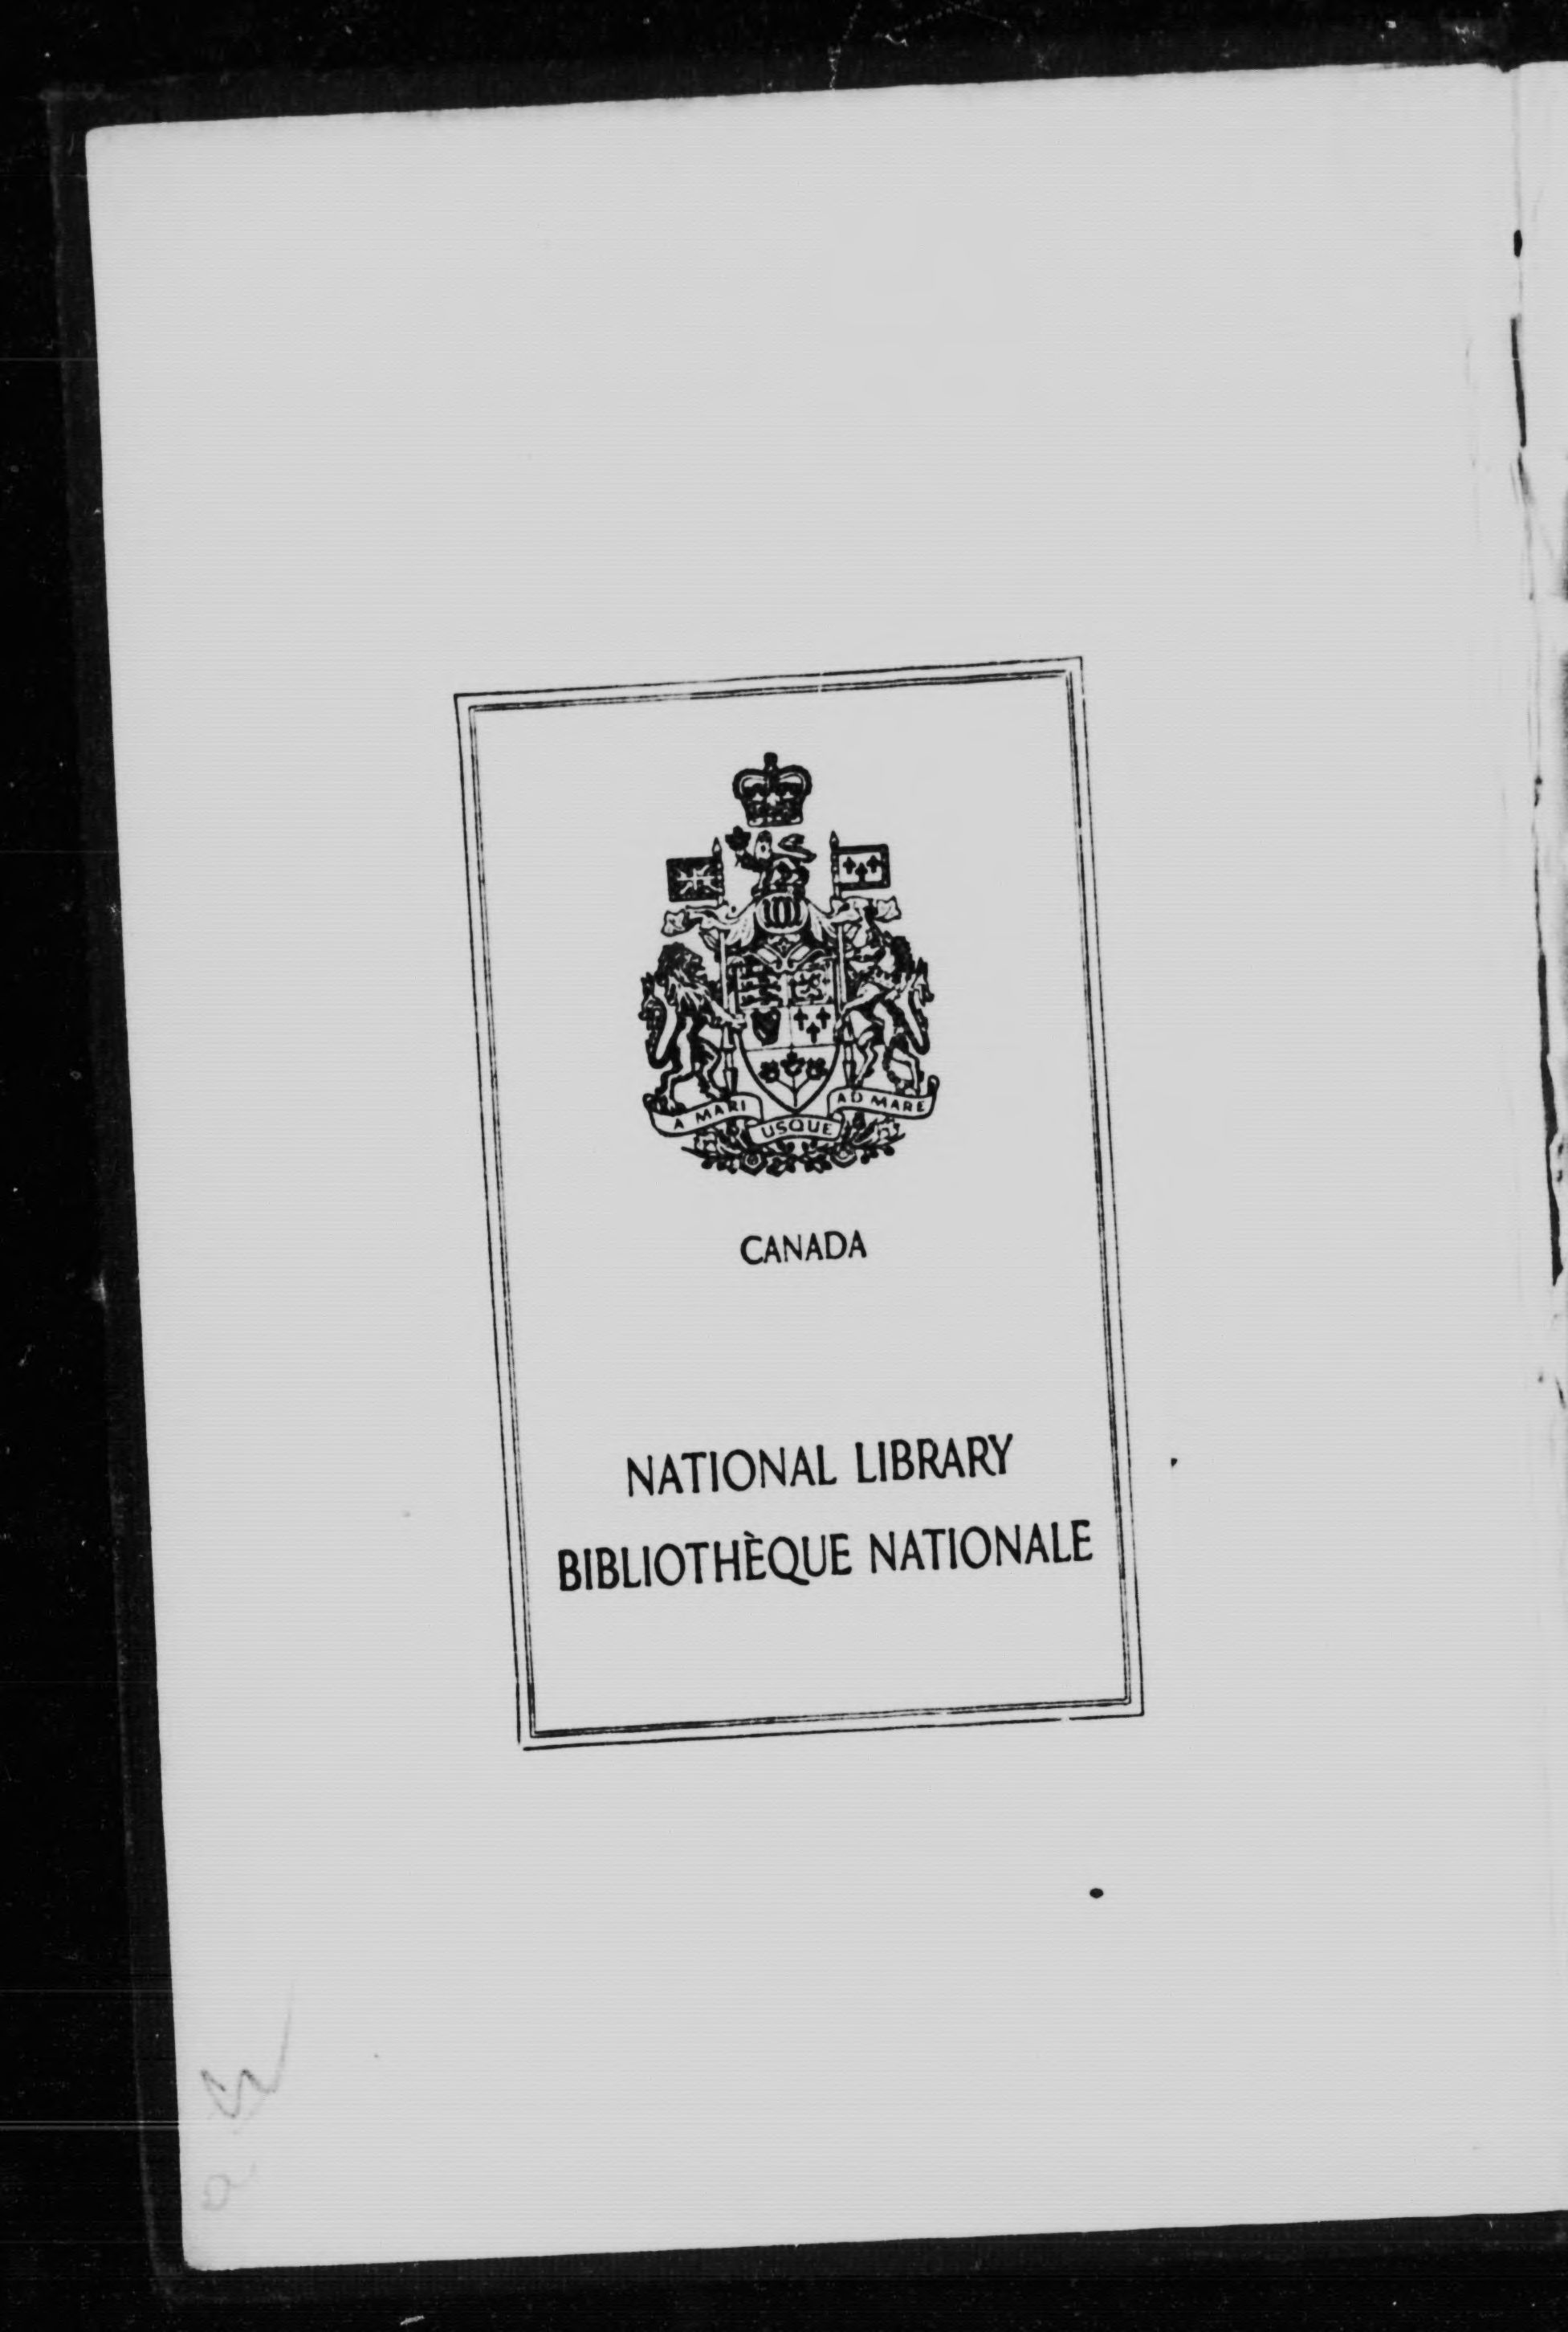 A MARI USQUE AD MARE
CANADA
NATIONAL LIBRARY
BIBLIOTHÈQUE NATIONALE